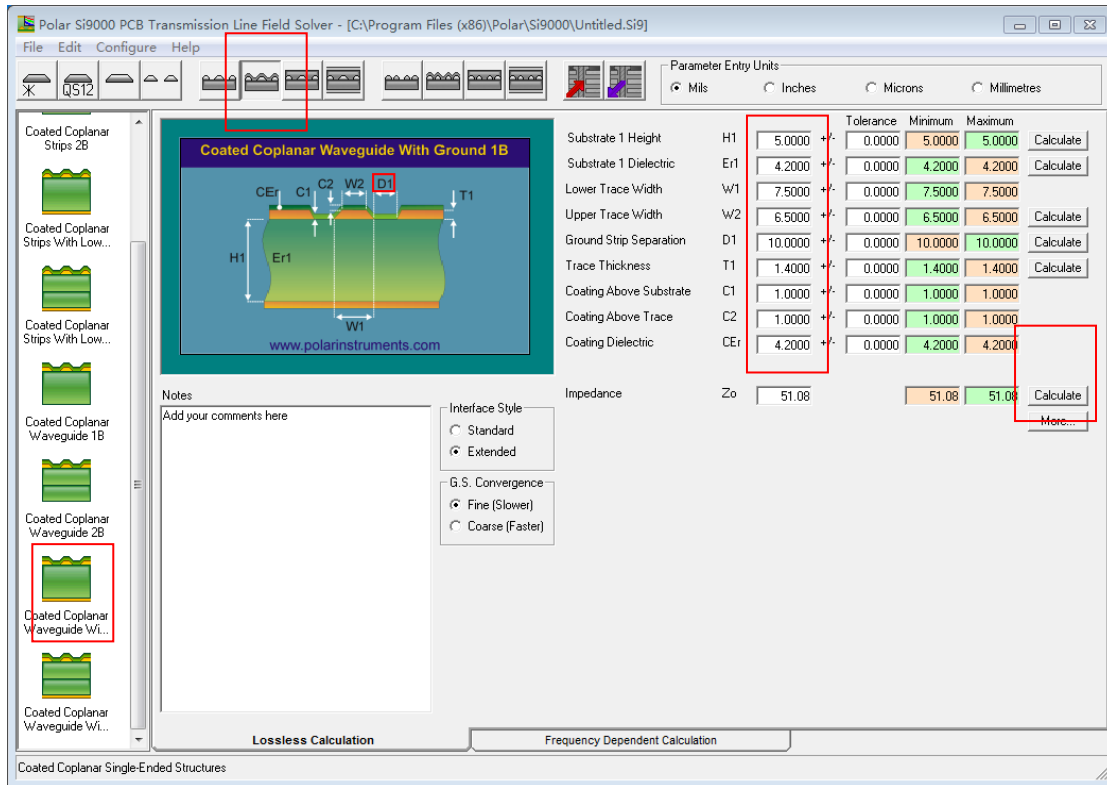 Polar Si9000 PCB Transmission Line Field Solver - [C:\Program Files (x86)\Polar\Si9000\Untitled.Si9]
File Edit Configure Help
QS12
Parameter Entry Units
Mils Inches Microns Millimetres
Coated Coplanar
Strips 2B
Coated Coplanar
Strips With Low...
Coated Coplanar
Strips With Low...
Coated Coplanar
Waveguide 1B
Coated Coplanar
Waveguide 2B
Coated Coplanar
Waveguide Wi...
Coated Coplanar
Waveguide Wi...
Coated Coplanar Waveguide With Ground 1B
CEr C1 C2 W2 D1 T1
H1 Er1
W1
www.polarinstruments.com
Tolerance Minimum Maximum
Substrate 1 Height H1 5.0000 +/- 0.0000 5.0000 5.0000 Calculate
Substrate 1 Dielectric Er1 4.2000 +/- 0.0000 4.2000 4.2000 Calculate
Lower Trace Width W1 7.5000 +/- 0.0000 7.5000 7.5000
Upper Trace Width W2 6.5000 +/- 0.0000 6.5000 6.5000 Calculate
Ground Strip Separation D1 10.0000 +/- 0.0000 10.0000 10.0000 Calculate
Trace Thickness T1 1.4000 +/- 0.0000 1.4000 1.4000 Calculate
Coating Above Substrate C1 1.0000 +/- 0.0000 1.0000 1.0000
Coating Above Trace C2 1.0000 +/- 0.0000 1.0000 1.0000
Coating Dielectric CEr 4.2000 +/- 0.0000 4.2000 4.2000
Impedance Zo 51.08 51.08 51.08 Calculate
More...
Notes
Add your comments here
Interface Style
Standard
Extended
G.S. Convergence
Fine (Slower)
Coarse (Faster)
Lossless Calculation Frequency Dependent Calculation
Coated Coplanar Single-Ended Structures